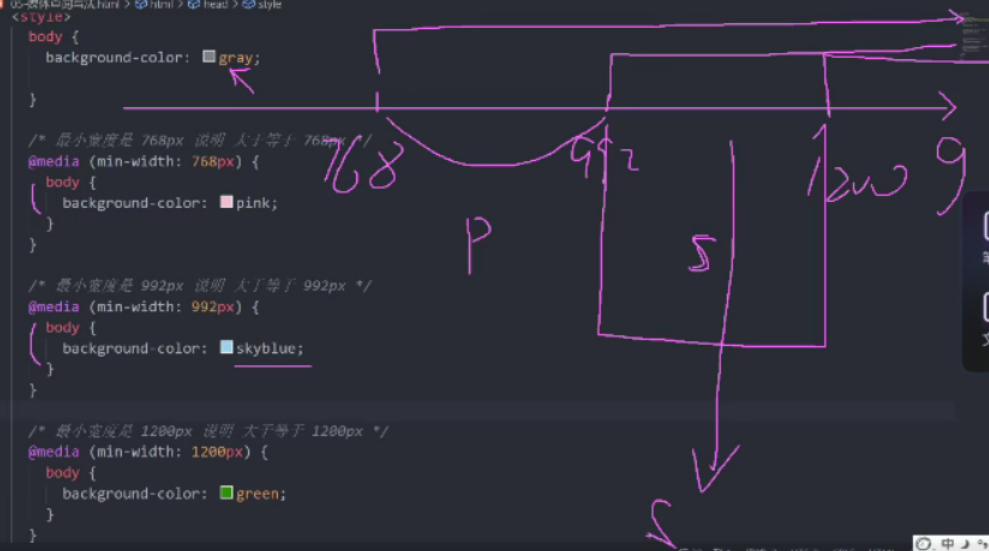 05-媒体查询写法.html > html > head > style
<style>
body {
background-color: gray;
}
/* 最小宽度是 768px 说明 大于等于 768px */
@media (min-width: 768px) {
body {
background-color: pink;
}
}
/* 最小宽度是 992px 说明 大于等于 992px */
@media (min-width: 992px) {
body {
background-color: skyblue;
}
}
/* 最小宽度是 1200px 说明 大于等于 1200px */
@media (min-width: 1200px) {
body {
background-color: green;
}
}
768
992
1200
g
P
S
S
中